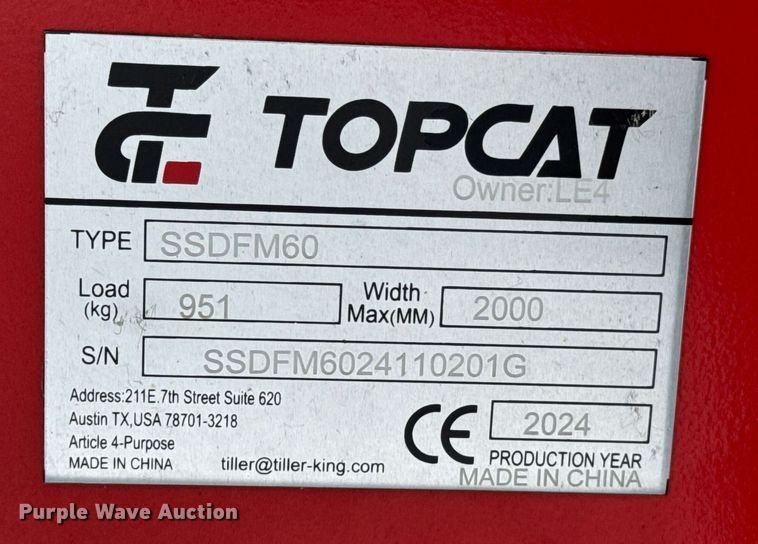 TOPCAT
Owner:LE4
TYPE SSDFM60
Load (kg) 951 Width Max(MM) 2000
S/N SSDFM6024110201G
Address:211E.7th Street Suite 620
Austin TX,USA 78701-3218
Article 4-Purpose
MADE IN CHINA tiller@tiller-king.com
CE 2024
PRODUCTION YEAR
MADE IN CHINA
Purple Wave Auction